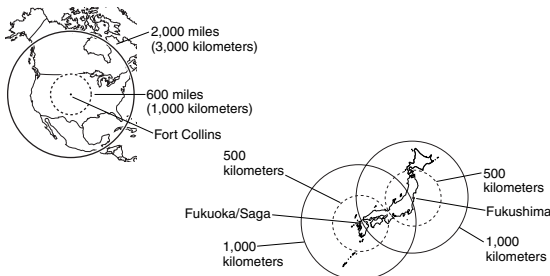 2,000 miles
(3,000 kilometers)
600 miles
(1,000 kilometers)
Fort Collins
500
kilometers
Fukuoka/Saga
1,000
kilometers
500
kilometers
Fukushima
1,000
kilometers